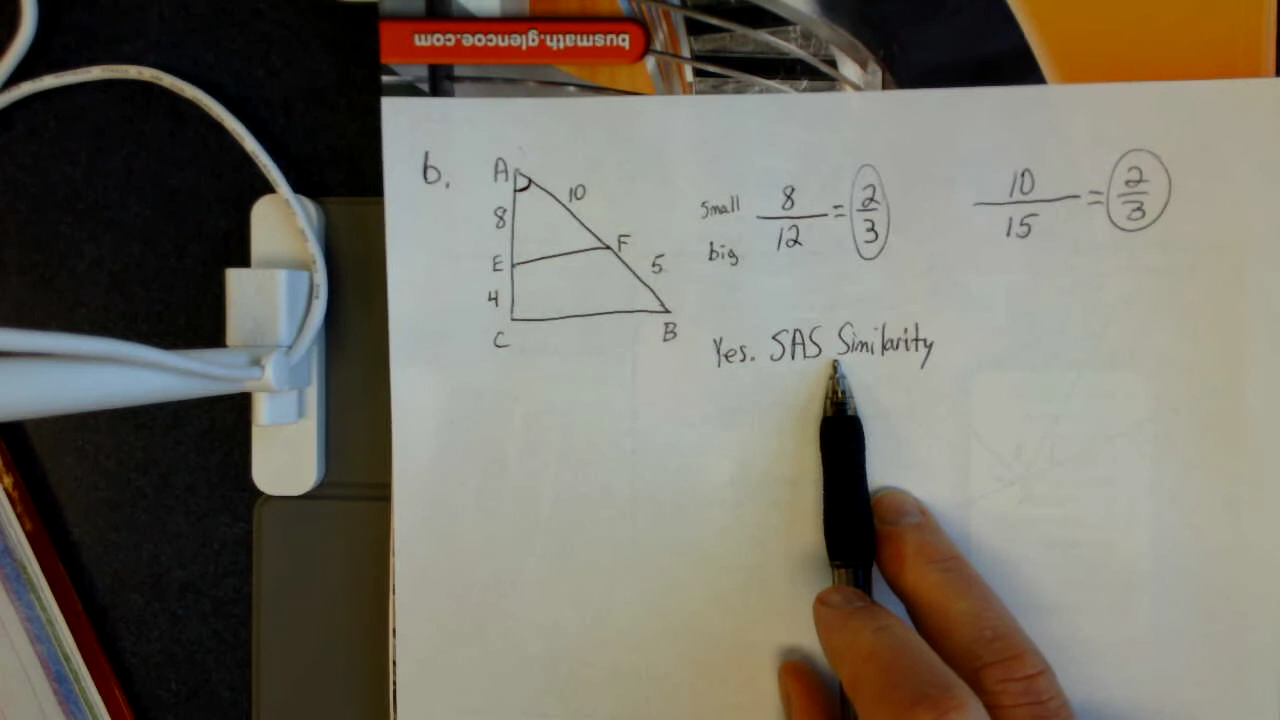 busmath.glencoe.com
b.
A
10
8
F
E
5
4
C
B
small 8/12 = 2/3
big
10/15 = 2/3
Yes. SAS Similarity